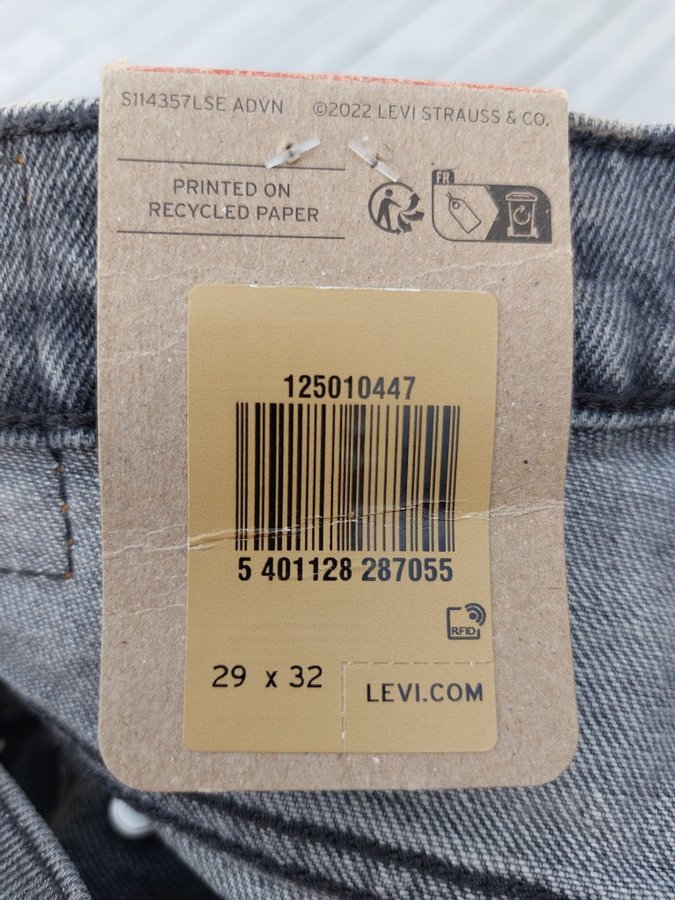 S114357LSE ADVN ©2022 LEVI STRAUSS & CO.
PRINTED ON
RECYCLED PAPER
FR
125010447
5 401128 287055
RFID
29 x 32
LEVI.COM